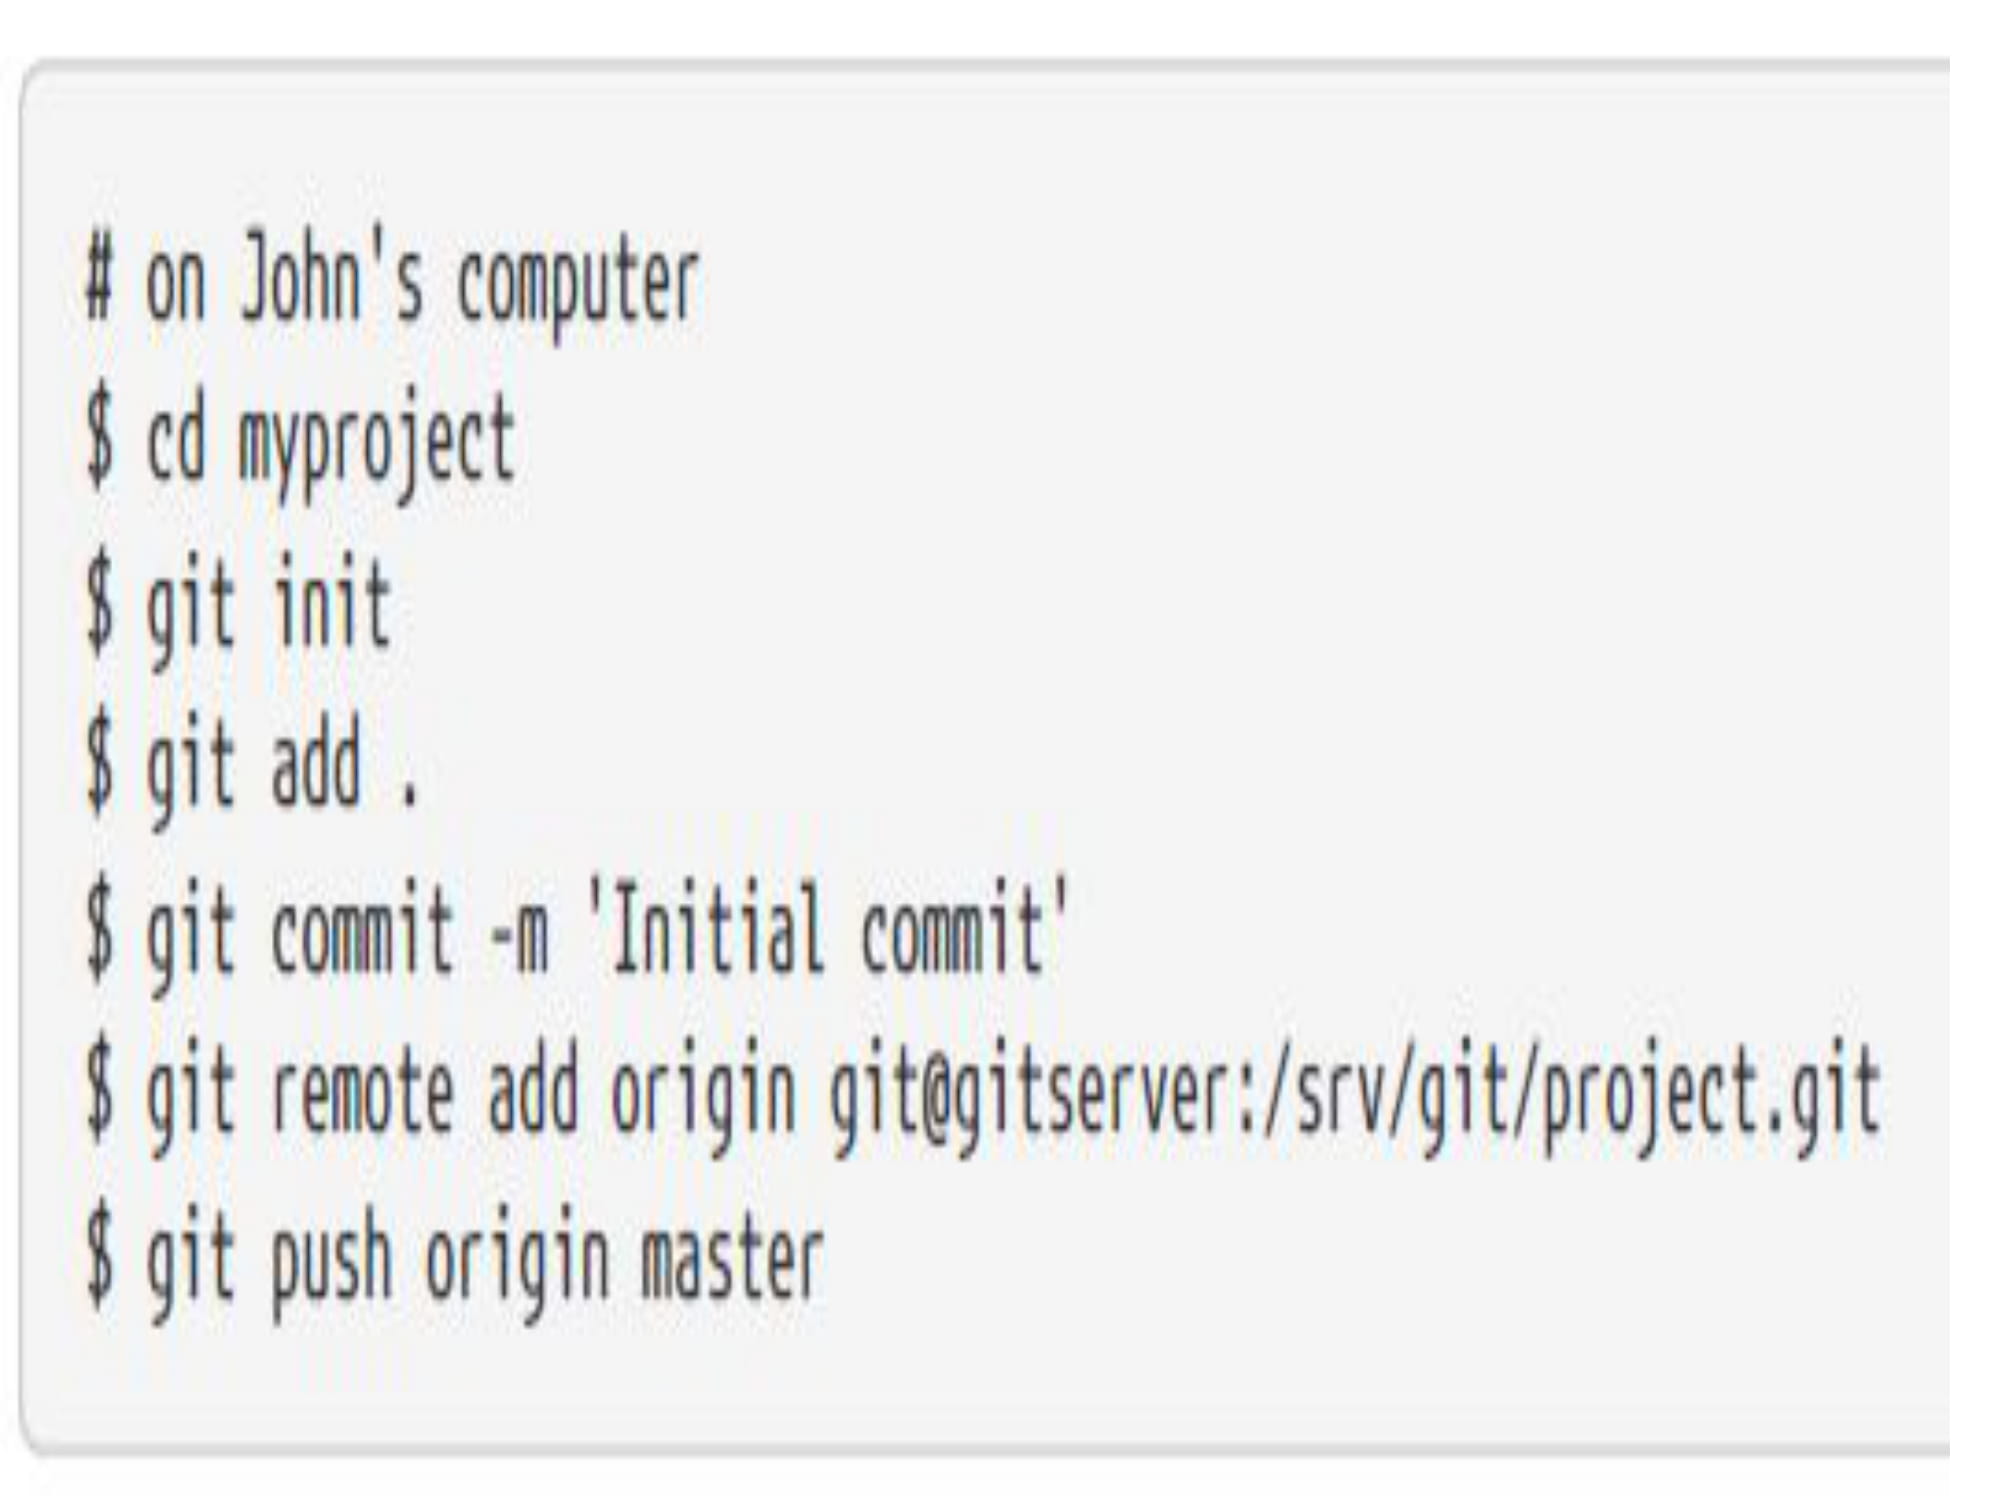 # on John's computer
$ cd myproject
$ git init
$ git add .
$ git commit -m 'Initial commit'
$ git remote add origin git@gitserver:/srv/git/project.git
$ git push origin master